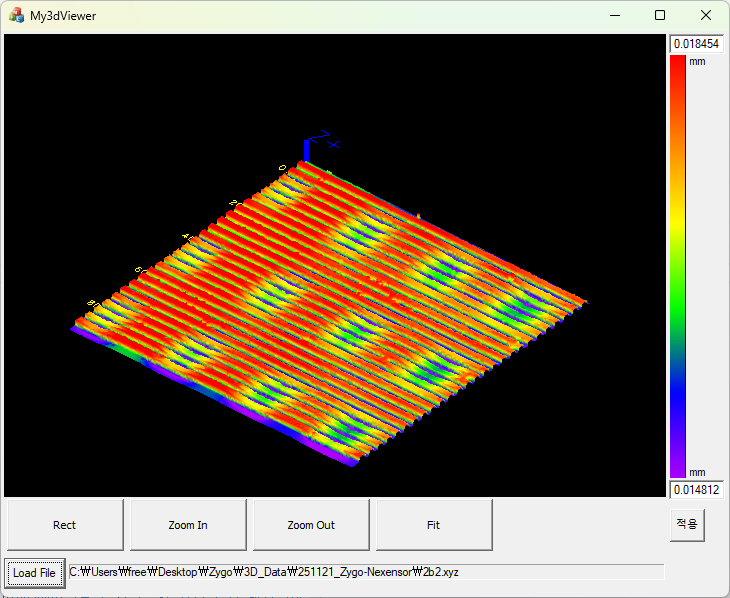 My3dViewer
0.018454
mm
mm
0.014812
Rect
Zoom In
Zoom Out
Fit
적용
Load File
C:₩Users₩free₩Desktop₩Zygo₩3D_Data₩251121_Zygo-Nexensor₩2b2.xyz